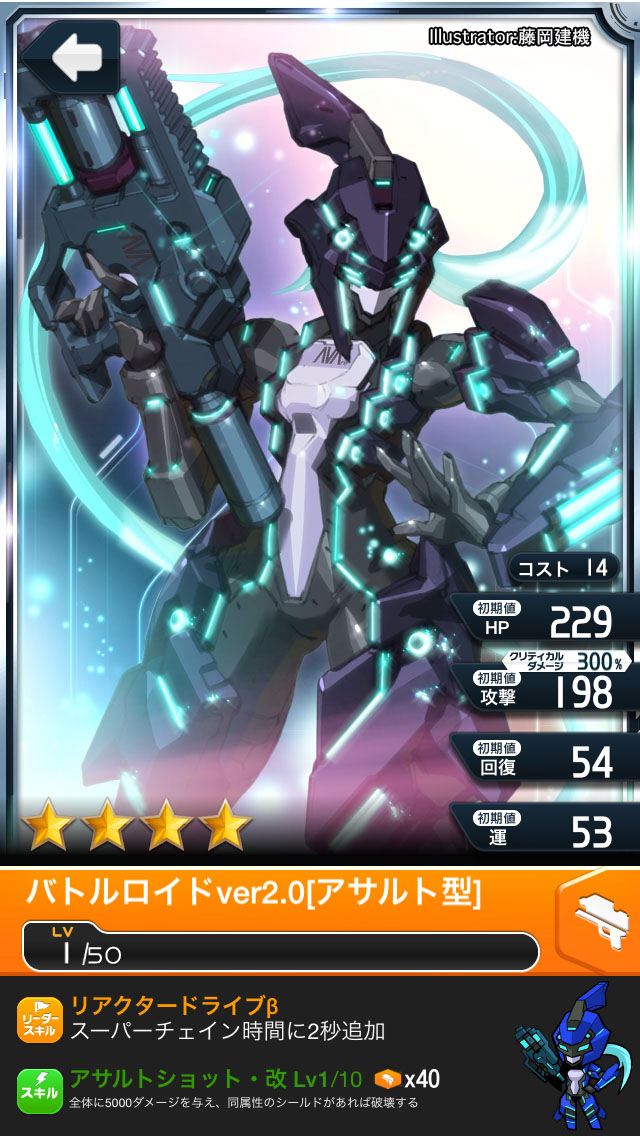 Illustrator:藤岡建機
コスト 14
初期値
HP 229
クリティカル
ダメージ 300%
初期値
攻撃 198
初期値
回復 54
初期値
運 53
バトルロイドver2.0[アサルト型]
LV
1/50
リーダー
スキル
リアクタードライブβ
スーパーチェイン時間に2秒追加
スキル
アサルトショット・改 Lv1/10 x40
全体に5000ダメージを与え、同属性のシールドがあれば破壊する